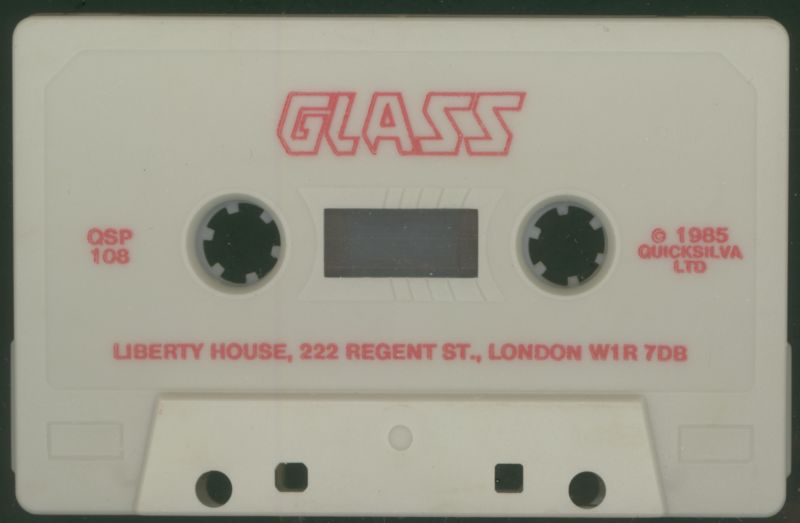 GLASS
QSP
108
© 1985
QUICKSILVA
LTD
LIBERTY HOUSE, 222 REGENT ST., LONDON W1R 7DB